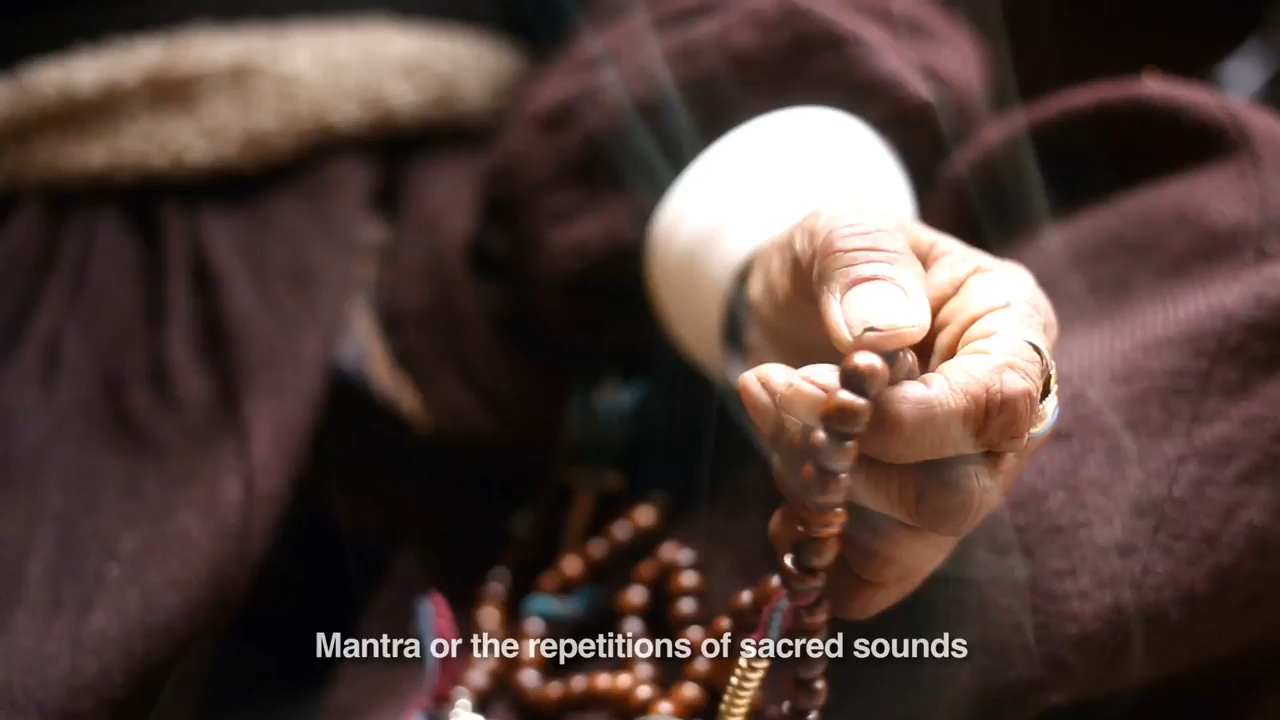 Mantra or the repetitions of sacred sounds